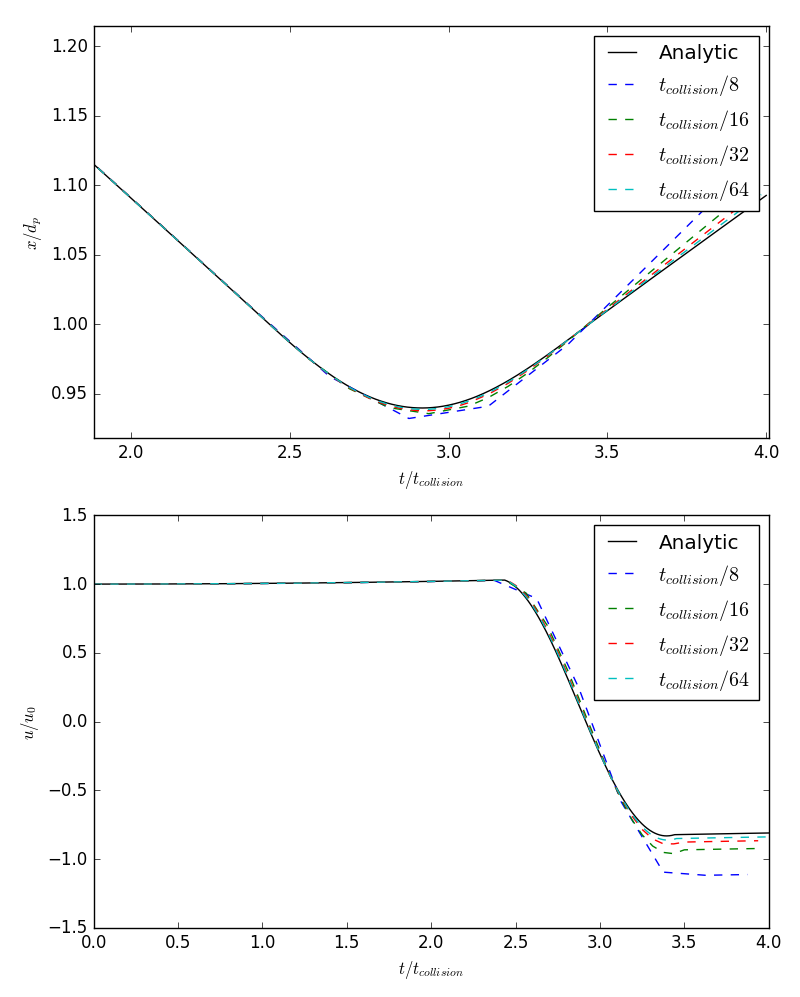 1.20
1.15
1.10
1.05
1.00
0.95
x/d_p
2.0 2.5 3.0 3.5 4.0
t/t_collision
Analytic
t_collision/8
t_collision/16
t_collision/32
t_collision/64
1.5
1.0
0.5
0.0
−0.5
−1.0
−1.5
u/u_0
0.0 0.5 1.0 1.5 2.0 2.5 3.0 3.5 4.0
t/t_collision
Analytic
t_collision/8
t_collision/16
t_collision/32
t_collision/64